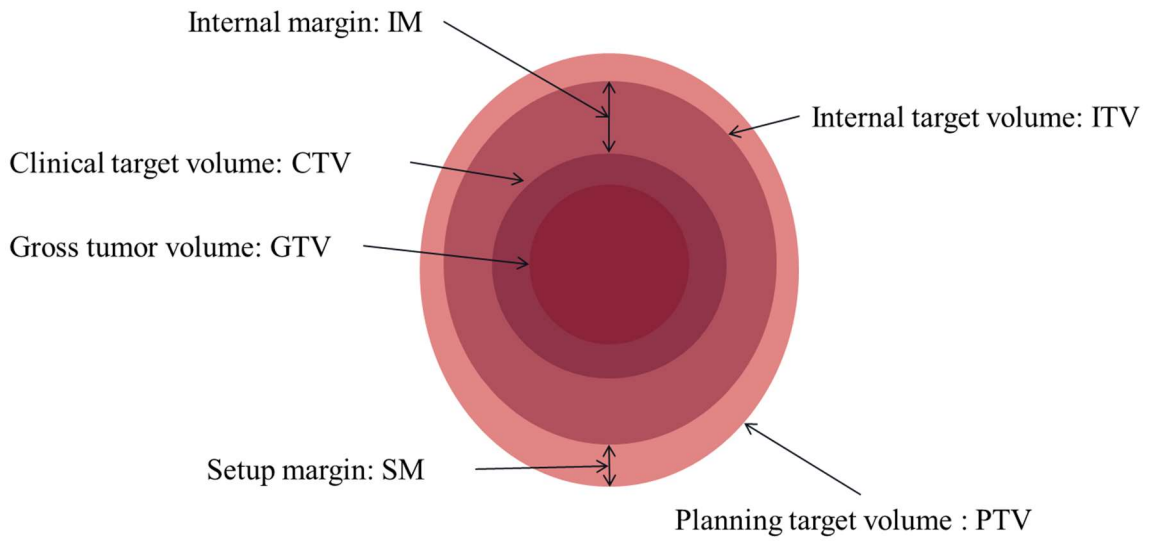 Internal margin: IM
Internal target volume: ITV
Clinical target volume: CTV
Gross tumor volume: GTV
Setup margin: SM
Planning target volume : PTV